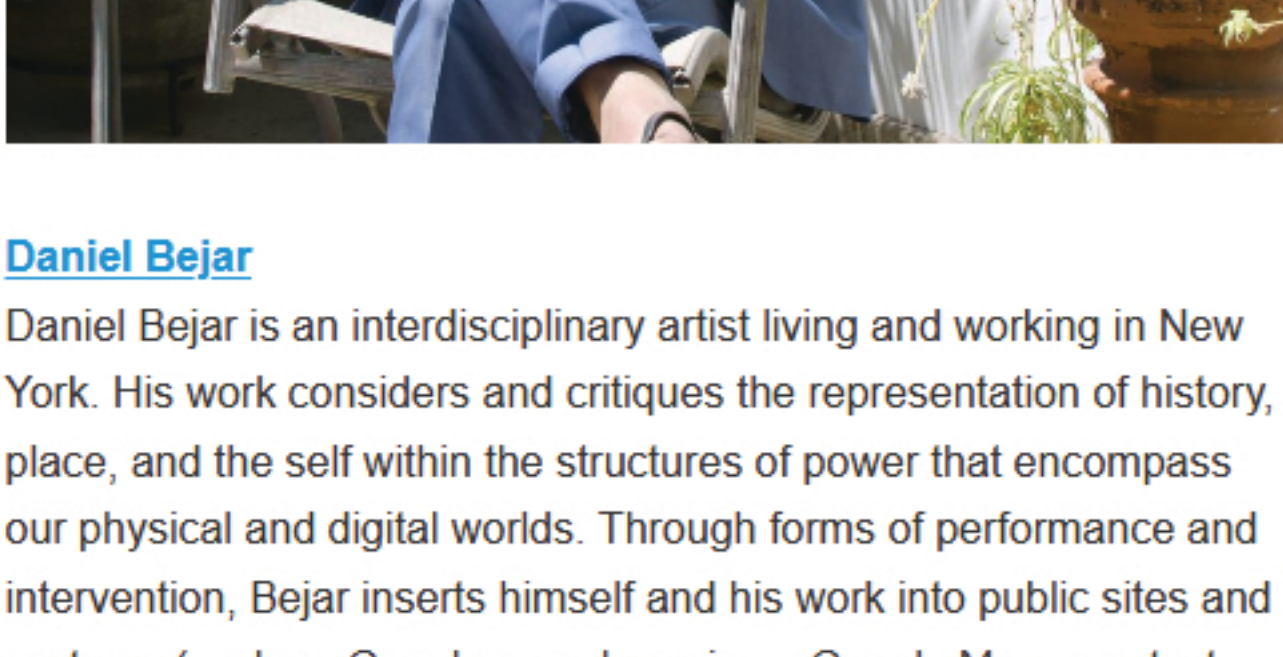 Daniel Bejar
Daniel Bejar is an interdisciplinary artist living and working in New
York. His work considers and critiques the representation of history,
place, and the self within the structures of power that encompass
our physical and digital worlds. Through forms of performance and
intervention, Bejar inserts himself and his work into public sites and